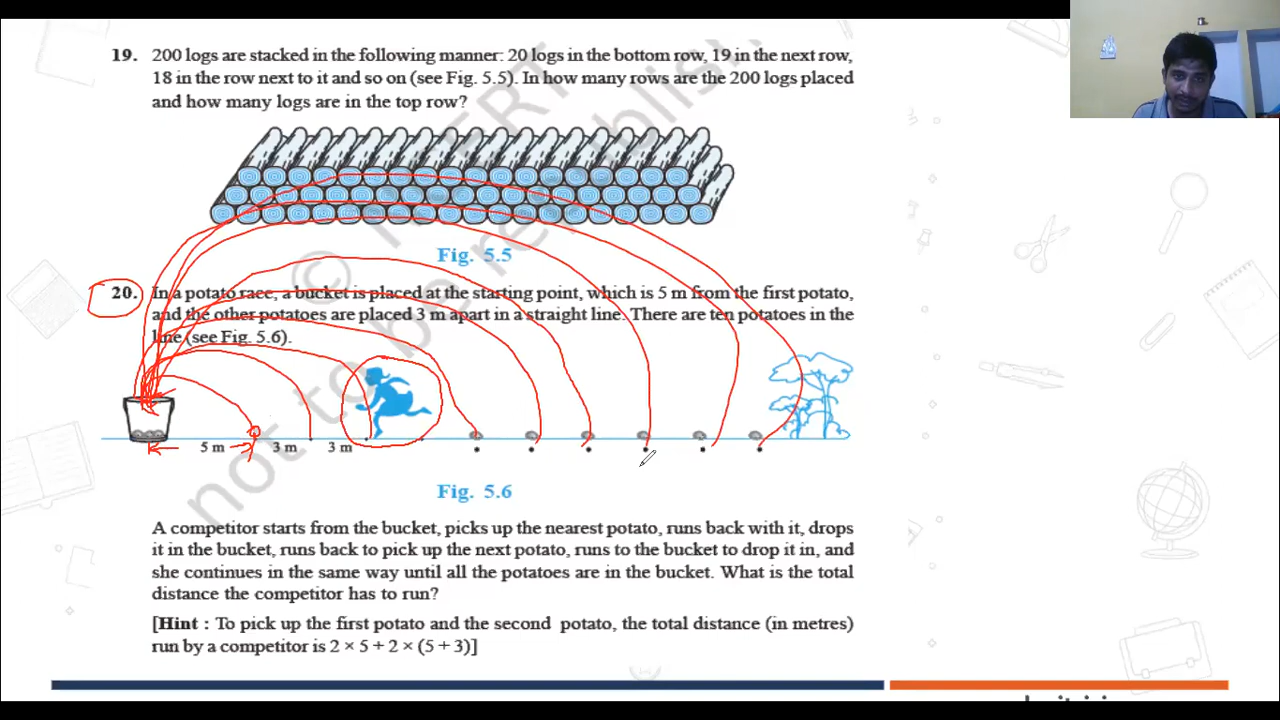 19. 200 logs are stacked in the following manner: 20 logs in the bottom row, 19 in the next row,
18 in the row next to it and so on (see Fig. 5.5). In how many rows are the 200 logs placed
and how many logs are in the top row?
Fig. 5.5
20. In a potato race, a bucket is placed at the starting point, which is 5 m from the first potato,
and the other potatoes are placed 3 m apart in a straight line. There are ten potatoes in the
line (see Fig. 5.6).
5 m 3 m 3 m
Fig. 5.6
A competitor starts from the bucket, picks up the nearest potato, runs back with it, drops
it in the bucket, runs back to pick up the next potato, runs to the bucket to drop it in, and
she continues in the same way until all the potatoes are in the bucket. What is the total
distance the competitor has to run?
[Hint : To pick up the first potato and the second potato, the total distance (in metres)
run by a competitor is 2 × 5 + 2 × (5 + 3)]
not to be republish